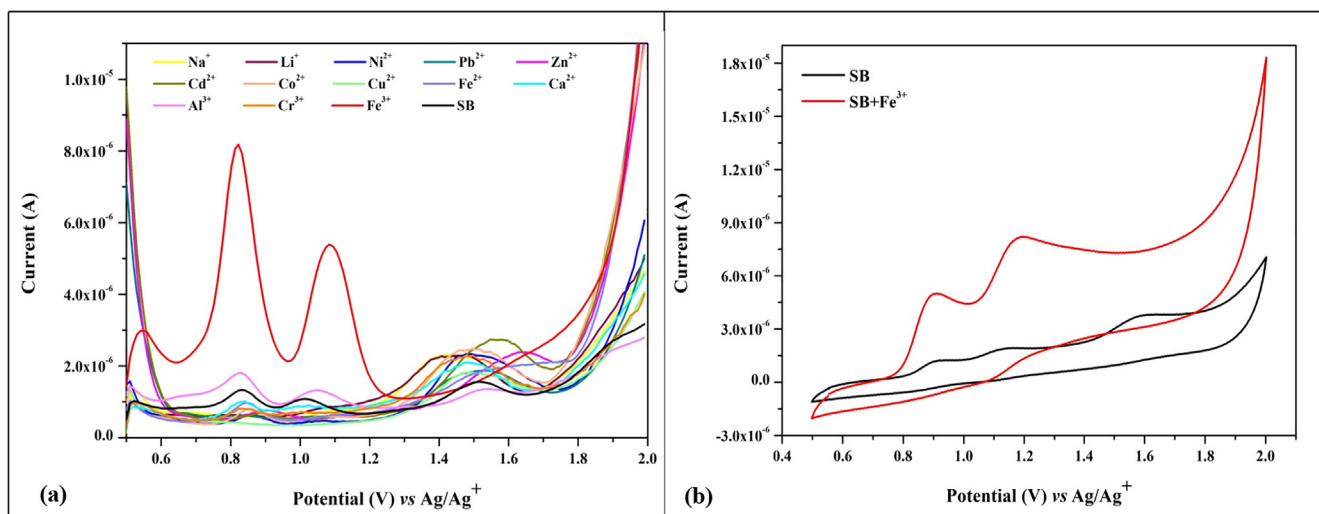 Na⁺ Li⁺ Ni²⁺ Pb²⁺ Zn²⁺
Cd²⁺ Co²⁺ Cu²⁺ Fe²⁺ Ca²⁺
Al³⁺ Cr³⁺ Fe³⁺ SB
1.0x10⁻⁵
8.0x10⁻⁶
6.0x10⁻⁶
4.0x10⁻⁶
2.0x10⁻⁶
0.0
Current (A)
0.6 0.8 1.0 1.2 1.4 1.6 1.8 2.0
(a) Potential (V) vs Ag/Ag⁺
SB
SB+Fe³⁺
1.8x10⁻⁵
1.5x10⁻⁵
1.2x10⁻⁵
9.0x10⁻⁶
6.0x10⁻⁶
3.0x10⁻⁶
0.0
-3.0x10⁻⁶
Current (A)
0.4 0.6 0.8 1.0 1.2 1.4 1.6 1.8 2.0
(b) Potential (V) vs Ag/Ag⁺